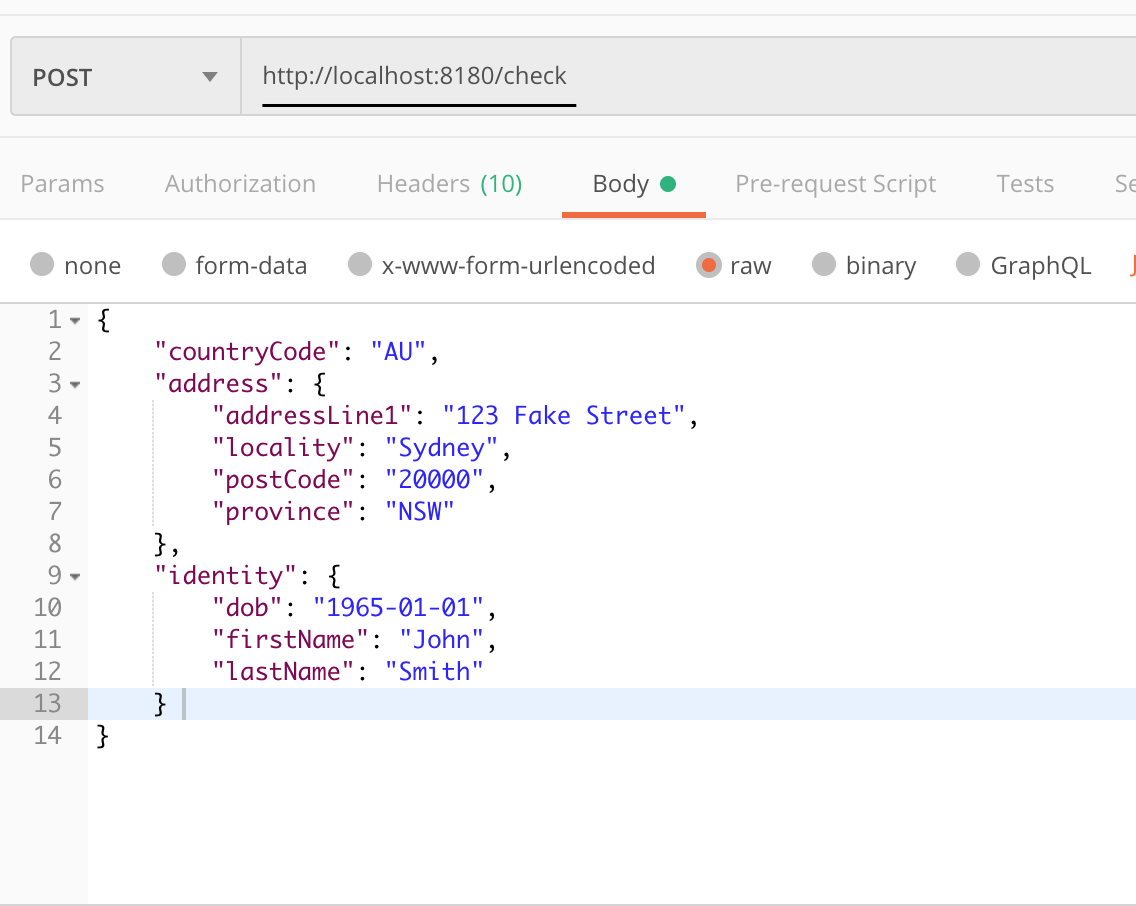 POST http://localhost:8180/check
Params Authorization Headers (10) Body Pre-request Script Tests
none form-data x-www-form-urlencoded raw binary GraphQL
1 {
2 "countryCode": "AU",
3 "address": {
4 "addressLine1": "123 Fake Street",
5 "locality": "Sydney",
6 "postCode": "20000",
7 "province": "NSW"
8 },
9 "identity": {
10 "dob": "1965-01-01",
11 "firstName": "John",
12 "lastName": "Smith"
13 }
14 }